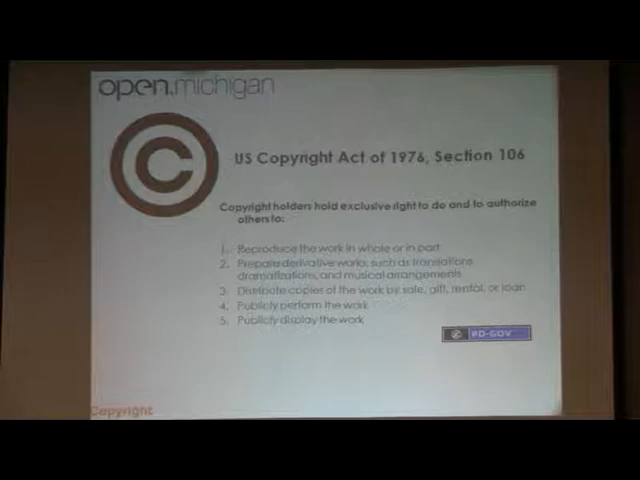 open.michigan
US Copyright Act of 1976, Section 106
Copyright holders hold exclusive right to do and to authorize
others to:
1. Reproduce the work in whole or in part
2. Prepare derivative works, such as translations,
dramatizations, and musical arrangements
3. Distribute copies of the work by sale, gift, rental, or loan
4. Publicly perform the work
5. Publicly display the work
PD-GOV
Copyright